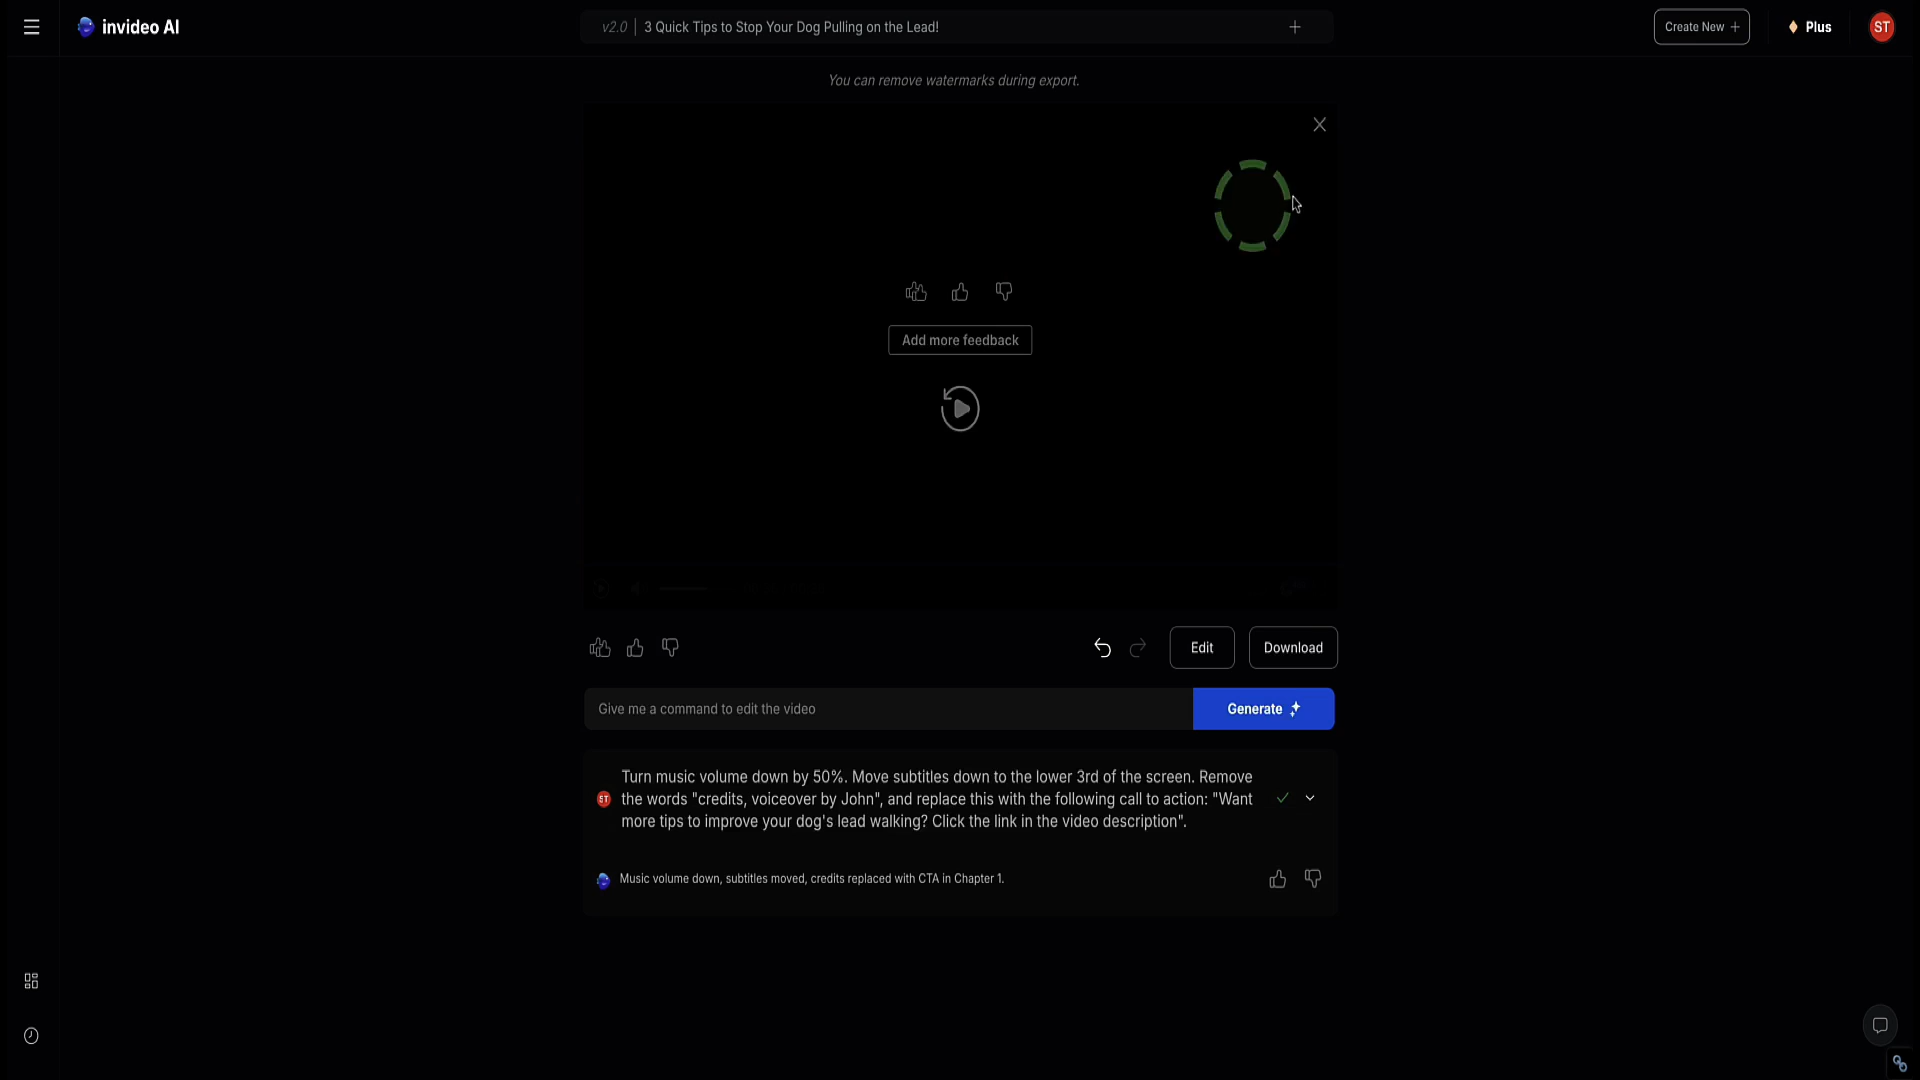 invideo AI
v2.0 | 3 Quick Tips to Stop Your Dog Pulling on the Lead!
Create New +
Plus
ST
You can remove watermarks during export.
Add more feedback
Edit
Download
Give me a command to edit the video
Generate
ST
Turn music volume down by 50%. Move subtitles down to the lower 3rd of the screen. Remove
the words "credits, voiceover by John", and replace this with the following call to action: "Want
more tips to improve your dog's lead walking? Click the link in the video description".
Music volume down, subtitles moved, credits replaced with CTA in Chapter 1.